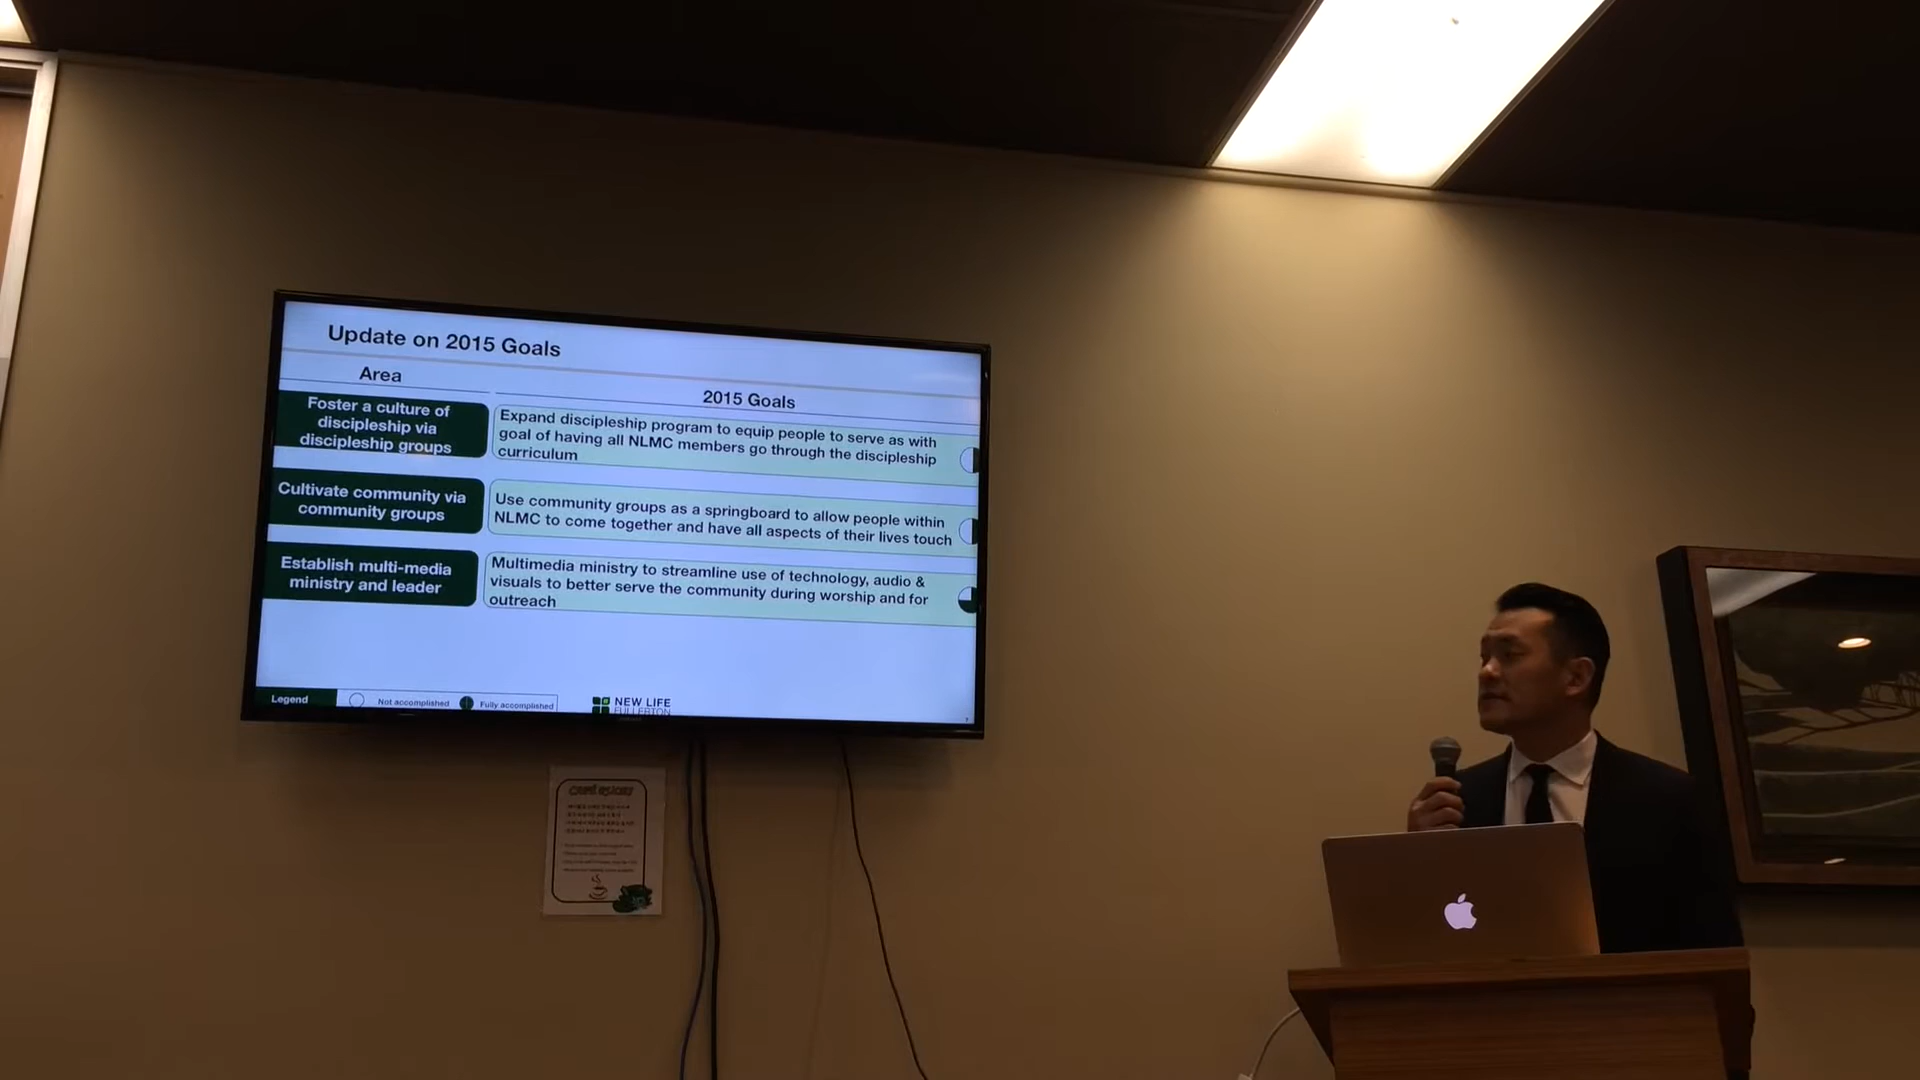 Update on 2015 Goals
Area
2015 Goals
Foster a culture of
discipleship via
discipleship groups
Expand discipleship program to equip people to serve as with
goal of having all NLMC members go through the discipleship
curriculum
Cultivate community via
community groups
Use community groups as a springboard to allow people within
NLMC to come together and have all aspects of their lives touch
Establish multi-media
ministry and leader
Multimedia ministry to streamline use of technology, audio &
visuals to better serve the community during worship and for
outreach
Legend
Not accomplished
Fully accomplished
NEW LIFE
FULLERTON
7